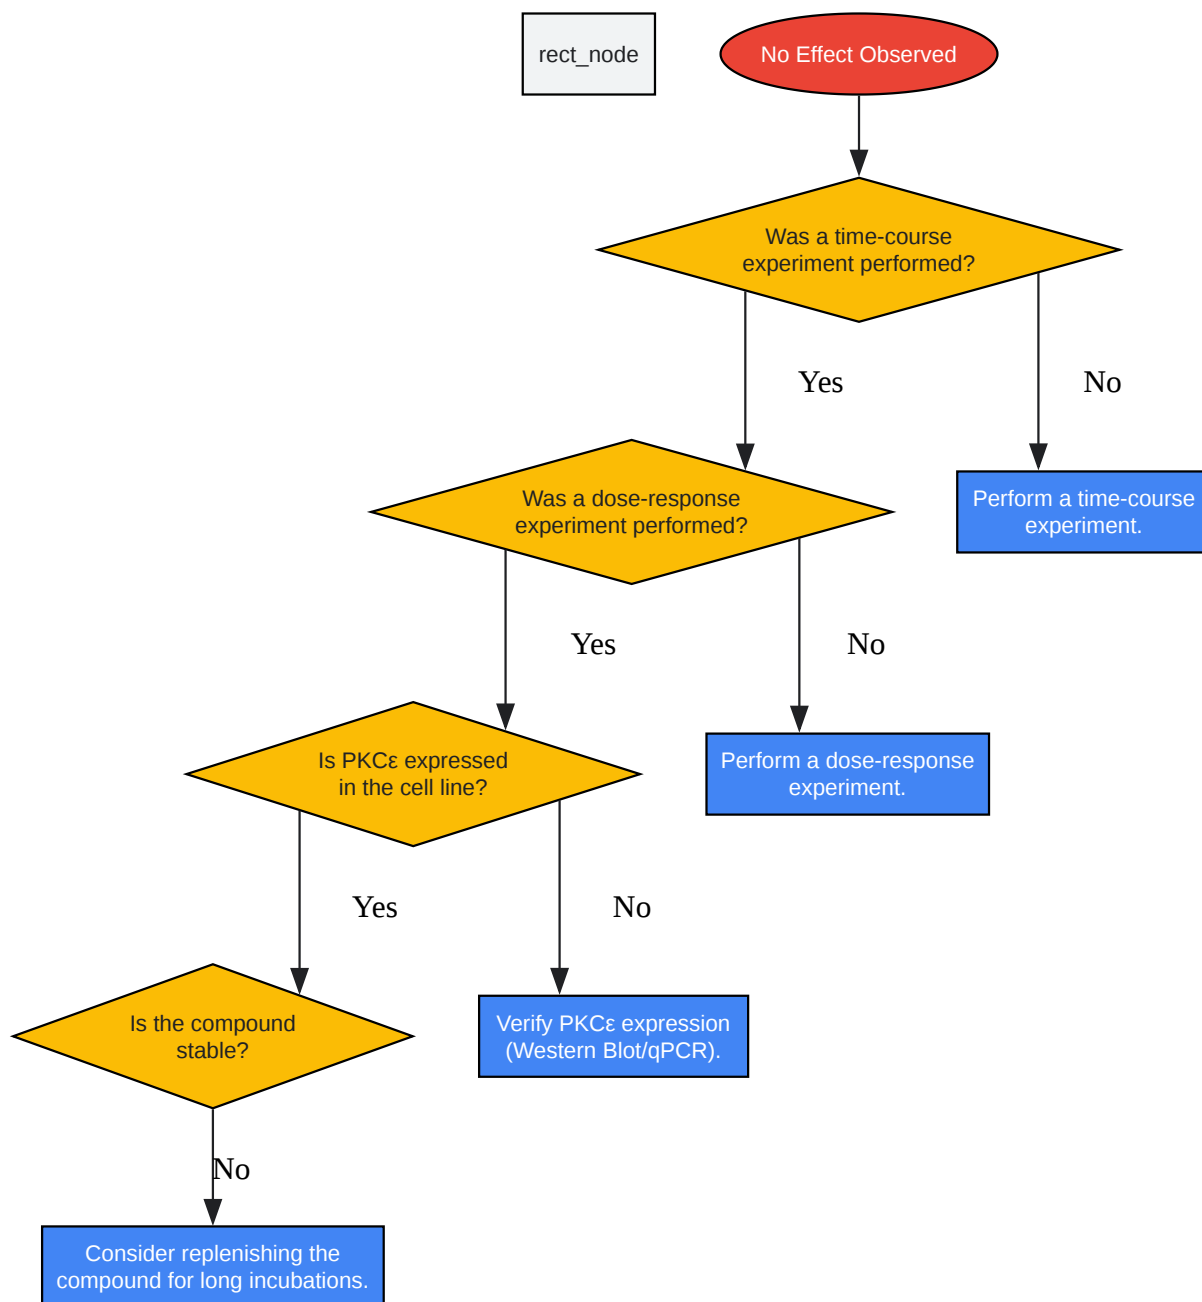 rect_node
No Effect Observed
Was a time-course
experiment performed?
Yes
No
Was a dose-response
experiment performed?
Perform a time-course
experiment.
Yes
No
Is PKCε expressed
in the cell line?
Perform a dose-response
experiment.
Yes
No
Is the compound
stable?
Verify PKCε expression
(Western Blot/qPCR).
No
Consider replenishing the
compound for long incubations.